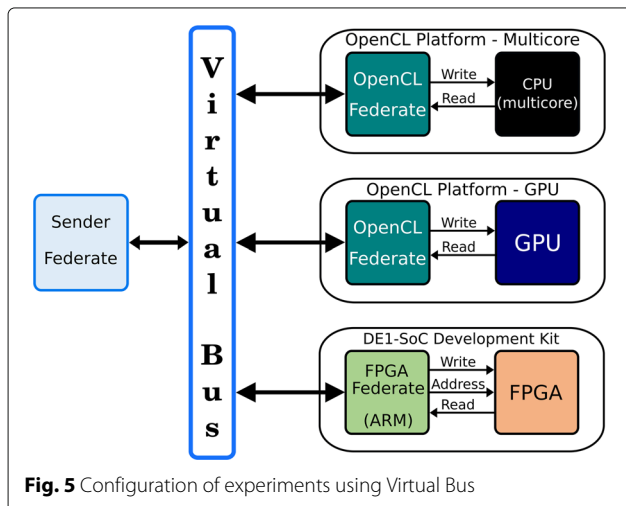 OpenCL Platform - Multicore
OpenCL
Federate
Write
Read
CPU
(multicore)
Virtual Bus
Sender
Federate
OpenCL Platform - GPU
OpenCL
Federate
Write
Read
GPU
DE1-SoC Development Kit
FPGA
Federate
(ARM)
Write
Address
Read
FPGA
Fig. 5 Configuration of experiments using Virtual Bus